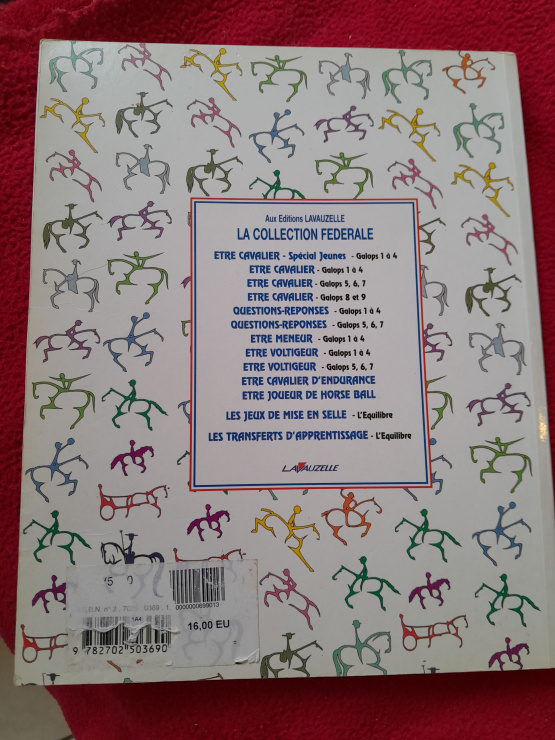 Aux Editions LAVAUZELLE
LA COLLECTION FEDERALE
ETRE CAVALIER - Spécial Jeunes - Galops 1 à 4
ETRE CAVALIER - Galops 1 à 4
ETRE CAVALIER - Galops 5, 6, 7
ETRE CAVALIER - Galops 8 et 9
QUESTIONS-REPONSES - Galops 1 à 4
QUESTIONS-REPONSES - Galops 5, 6, 7
ETRE MENEUR - Galops 1 à 4
ETRE VOLTIGEUR - Galops 1 à 4
ETRE VOLTIGEUR - Galops 5, 6, 7
ETRE CAVALIER D'ENDURANCE
ETRE JOUEUR DE HORSE BALL
LES JEUX DE MISE EN SELLE - L'Equilibre
LES TRANSFERTS D'APPRENTISSAGE - L'Equilibre
LAVAUZELLE
0000000699013
16,00 EU
9 782702 503690